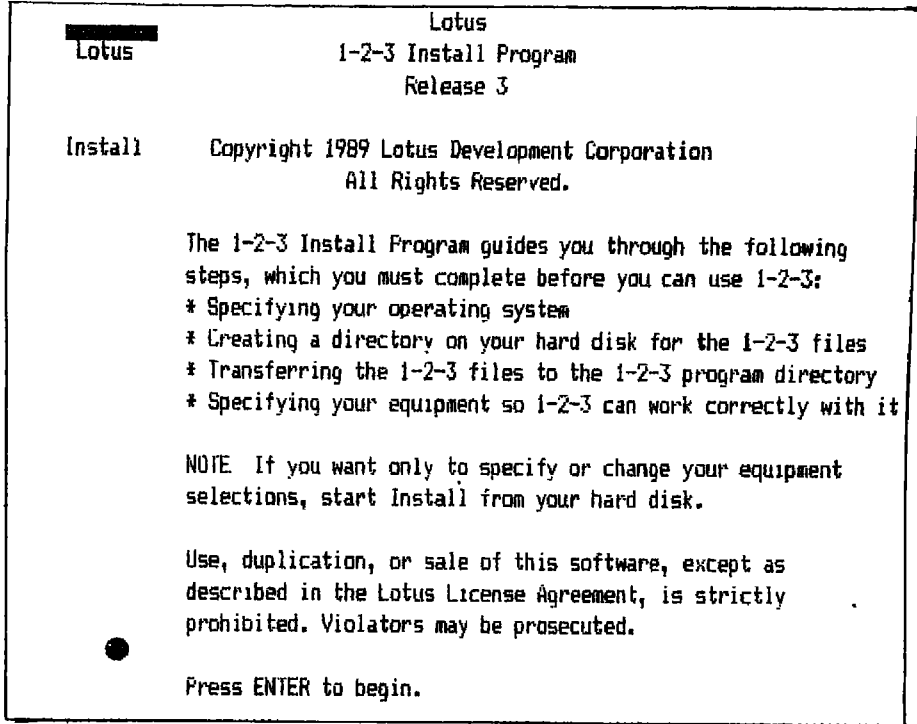 Lotus
Lotus
1-2-3 Install Program
Release 3
Install
Copyright 1989 Lotus Development Corporation
All Rights Reserved.
The 1-2-3 Install Program guides you through the following
steps, which you must complete before you can use 1-2-3:
* Specifying your operating system
* Creating a directory on your hard disk for the 1-2-3 files
* Transferring the 1-2-3 files to the 1-2-3 program directory
* Specifying your equipment so 1-2-3 can work correctly with it
NOTE If you want only to specify or change your equipment
selections, start Install from your hard disk.
Use, duplication, or sale of this software, except as
described in the Lotus License Agreement, is strictly
prohibited. Violators may be prosecuted.
Press ENTER to begin.